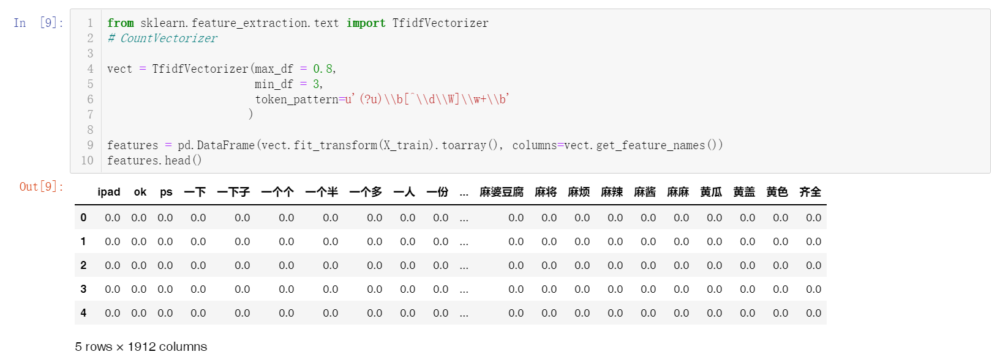 In [9]:
1 from sklearn.feature_extraction.text import TfidfVectorizer
2 # CountVectorizer
3
4 vect = TfidfVectorizer(max_df = 0.8,
5 min_df = 3,
6 token_pattern=u'(?u)\\b[^\\d\\W]\\w+\\b'
7 )
8
9 features = pd.DataFrame(vect.fit_transform(X_train).toarray(), columns=vect.get_feature_names())
10 features.head()
Out[9]:
ipad ok ps 一下 一下子 一个个 一个半 一个多 一人 一份 ... 麻婆豆腐 麻将 麻烦 麻辣 麻酱 麻麻 黄瓜 黄盖 黄色 齐全
0 0.0 0.0 0.0 0.0 0.0 0.0 0.0 0.0 0.0 0.0 ... 0.0 0.0 0.0 0.0 0.0 0.0 0.0 0.0 0.0 0.0
1 0.0 0.0 0.0 0.0 0.0 0.0 0.0 0.0 0.0 0.0 ... 0.0 0.0 0.0 0.0 0.0 0.0 0.0 0.0 0.0 0.0
2 0.0 0.0 0.0 0.0 0.0 0.0 0.0 0.0 0.0 0.0 ... 0.0 0.0 0.0 0.0 0.0 0.0 0.0 0.0 0.0 0.0
3 0.0 0.0 0.0 0.0 0.0 0.0 0.0 0.0 0.0 0.0 ... 0.0 0.0 0.0 0.0 0.0 0.0 0.0 0.0 0.0 0.0
4 0.0 0.0 0.0 0.0 0.0 0.0 0.0 0.0 0.0 0.0 ... 0.0 0.0 0.0 0.0 0.0 0.0 0.0 0.0 0.0 0.0
5 rows × 1912 columns